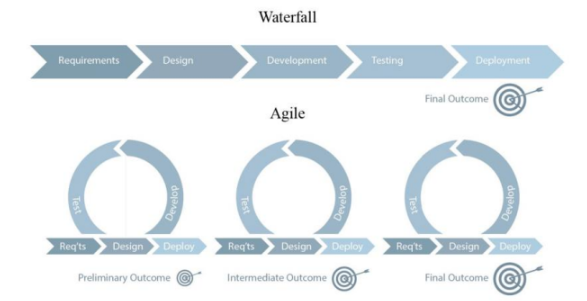 Waterfall
Requirements Design Development Testing Deployment
Final Outcome
Agile
Test Develop Test Develop Test Develop
Req'ts Design Deploy Req'ts Design Deploy Req'ts Design Deploy
Preliminary Outcome Intermediate Outcome Final Outcome